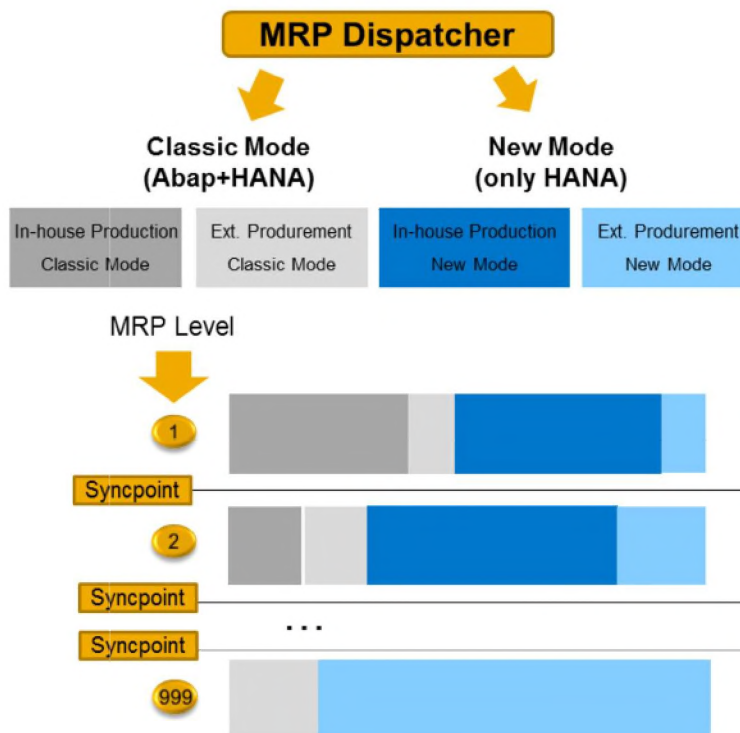 MRP Dispatcher
Classic Mode
(Abap+HANA)
New Mode
(only HANA)
In-house Production
Classic Mode
Ext. Produrement
Classic Mode
In-house Production
New Mode
Ext. Produrement
New Mode
MRP Level
1
Syncpoint
2
Syncpoint
...
Syncpoint
999